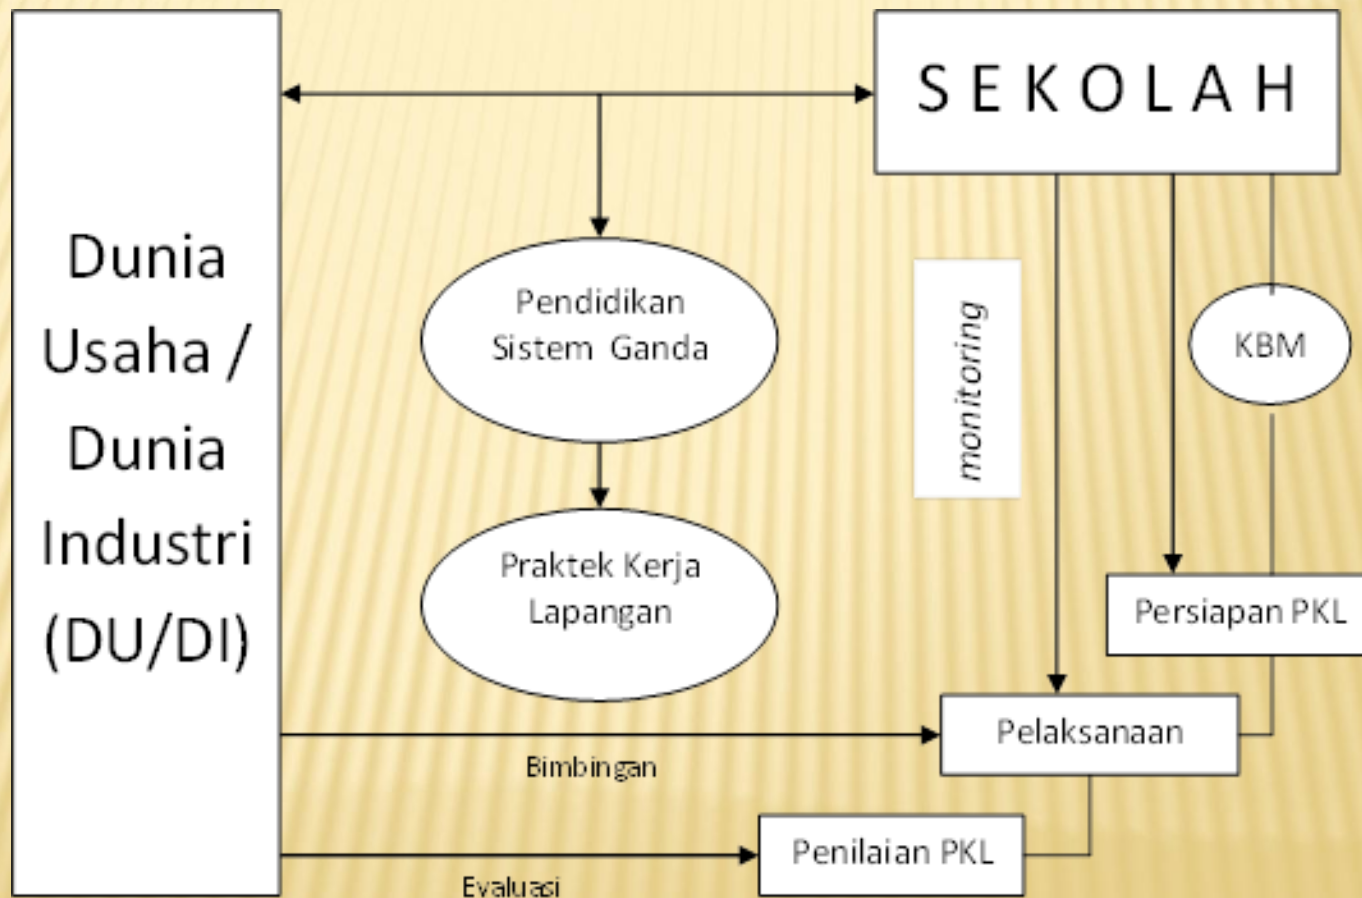 S E K O L A H
Dunia
Usaha /
Dunia
Industri
(DU/DI)
Pendidikan
Sistem Ganda
monitoring
KBM
Praktek Kerja
Lapangan
Persiapan PKL
Pelaksanaan
Bimbingan
Penilaian PKL
Evaluasi